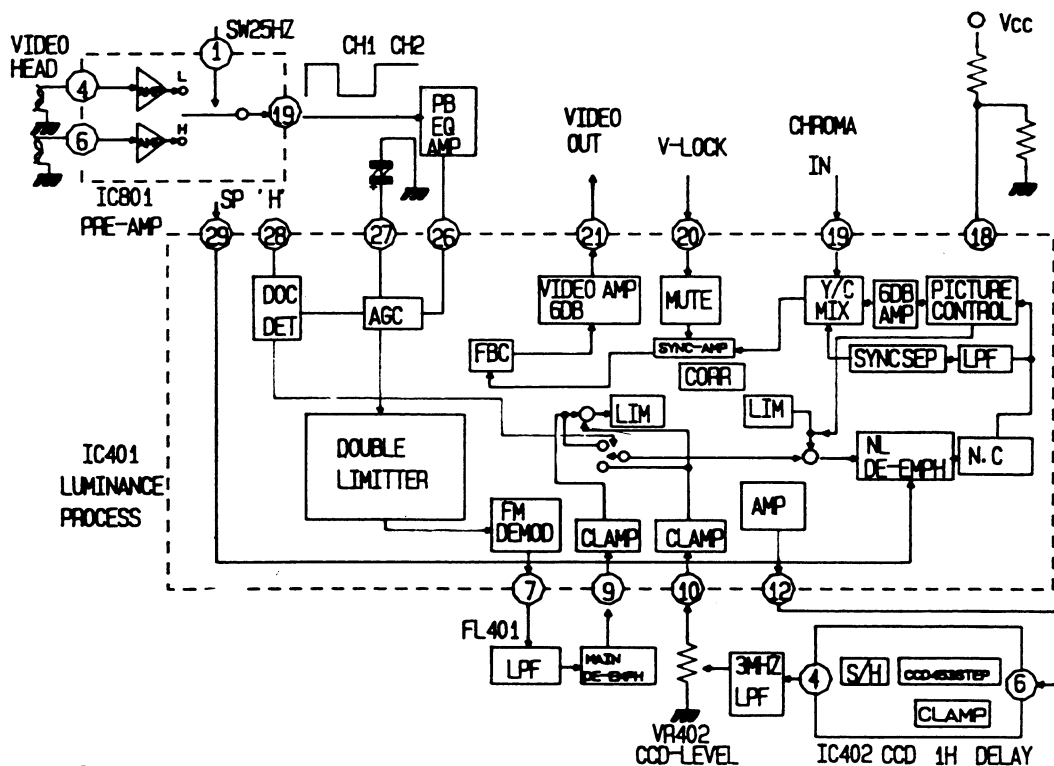 SW25HZ
VIDEO
HEAD
1
CH1 CH2
Vcc
4
L
19
6
H
PB
EQ
AMP
VIDEO
OUT
V-LOCK
CHROMA
IN
IC801
PRE-AMP
SP 'H'
29
28
27
26
21
20
19
18
DOC
DET
AGC
VIDEO AMP
6DB
MUTE
Y/C
MIX
6DB
AMP
PICTURE
CONTROL
FBC
SYNC-AMP
CORR
SYNCSEP
LPF
LIM
LIM
DOUBLE
LIMITTER
IC401
LUMINANCE
PROCESS
NL
DE-EMPH
N.C
FM
DEMOD
CLAMP
CLAMP
AMP
7
9
10
12
FL401
LPF
MAIN
DE-EMPH
3MHZ
LPF
4
S/H
6
CLAMP
VR402
CCD-LEVEL
IC402 CCD 1H DELAY